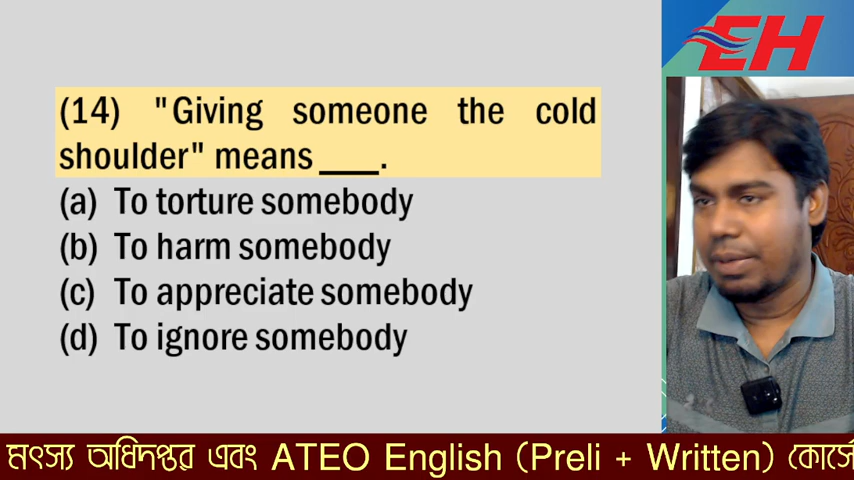 EH
(14) "Giving someone the cold
shoulder" means ____.
(a) To torture somebody
(b) To harm somebody
(c) To appreciate somebody
(d) To ignore somebody
মৎস্য অধিদপ্তর এবং ATEO English (Preli + Written) কোর্সে